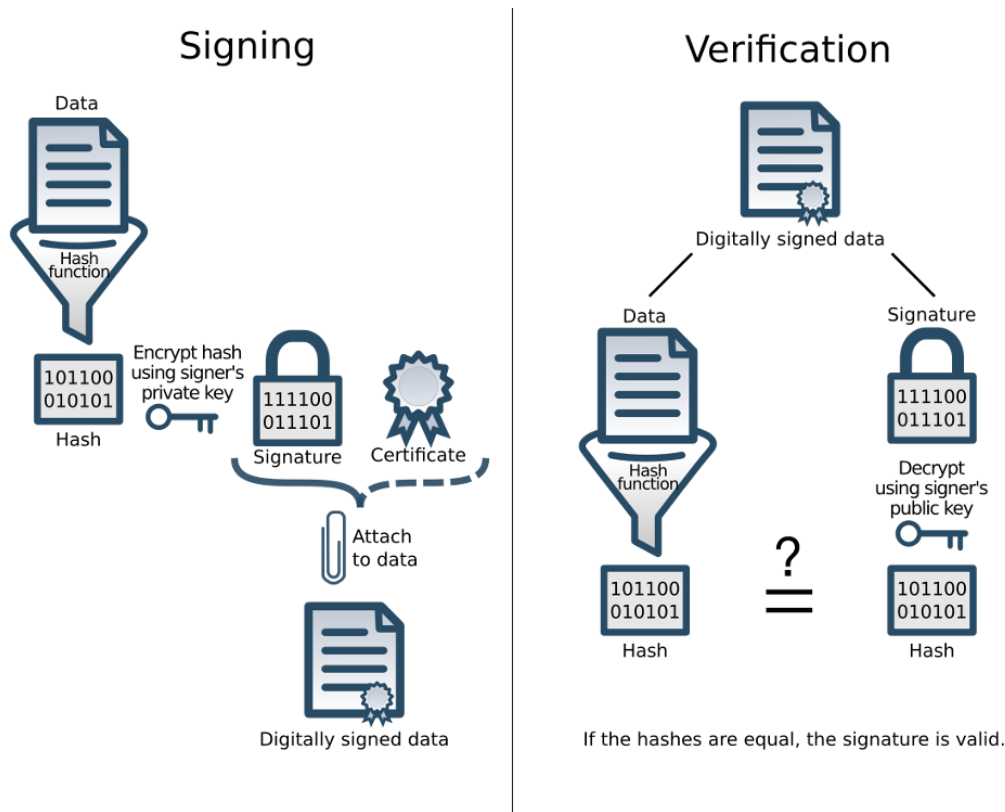 Signing
Data
Hash
function
101100
010101
Hash
Encrypt hash
using signer's
private key
111100
011101
Signature
Certificate
Attach
to data
Digitally signed data
Verification
Digitally signed data
Data
Hash
function
101100
010101
Hash
?
=
Signature
111100
011101
Decrypt
using signer's
public key
101100
010101
Hash
If the hashes are equal, the signature is valid.